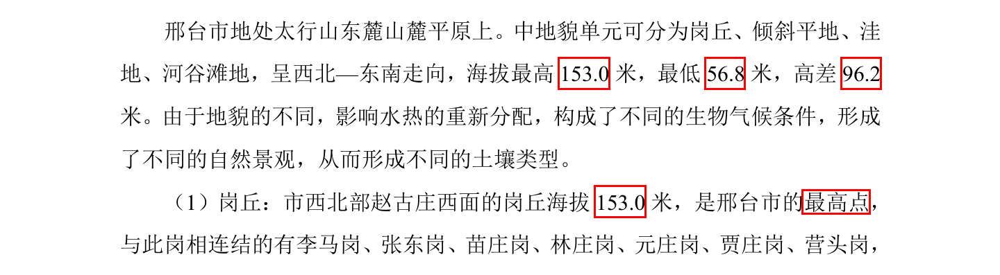 邢台市地处太行山东麓山麓平原上。中地貌单元可分为岗丘、倾斜平地、洼
地、河谷滩地，呈西北—东南走向，海拔最高 153.0 米，最低 56.8 米，高差 96.2
米。由于地貌的不同，影响水热的重新分配，构成了不同的生物气候条件，形成
了不同的自然景观，从而形成不同的土壤类型。
（1）岗丘：市西北部赵古庄西面的岗丘海拔 153.0 米，是邢台市的最高点，
与此岗相连结的有李马岗、张东岗、苗庄岗、林庄岗、元庄岗、贾庄岗、营头岗，